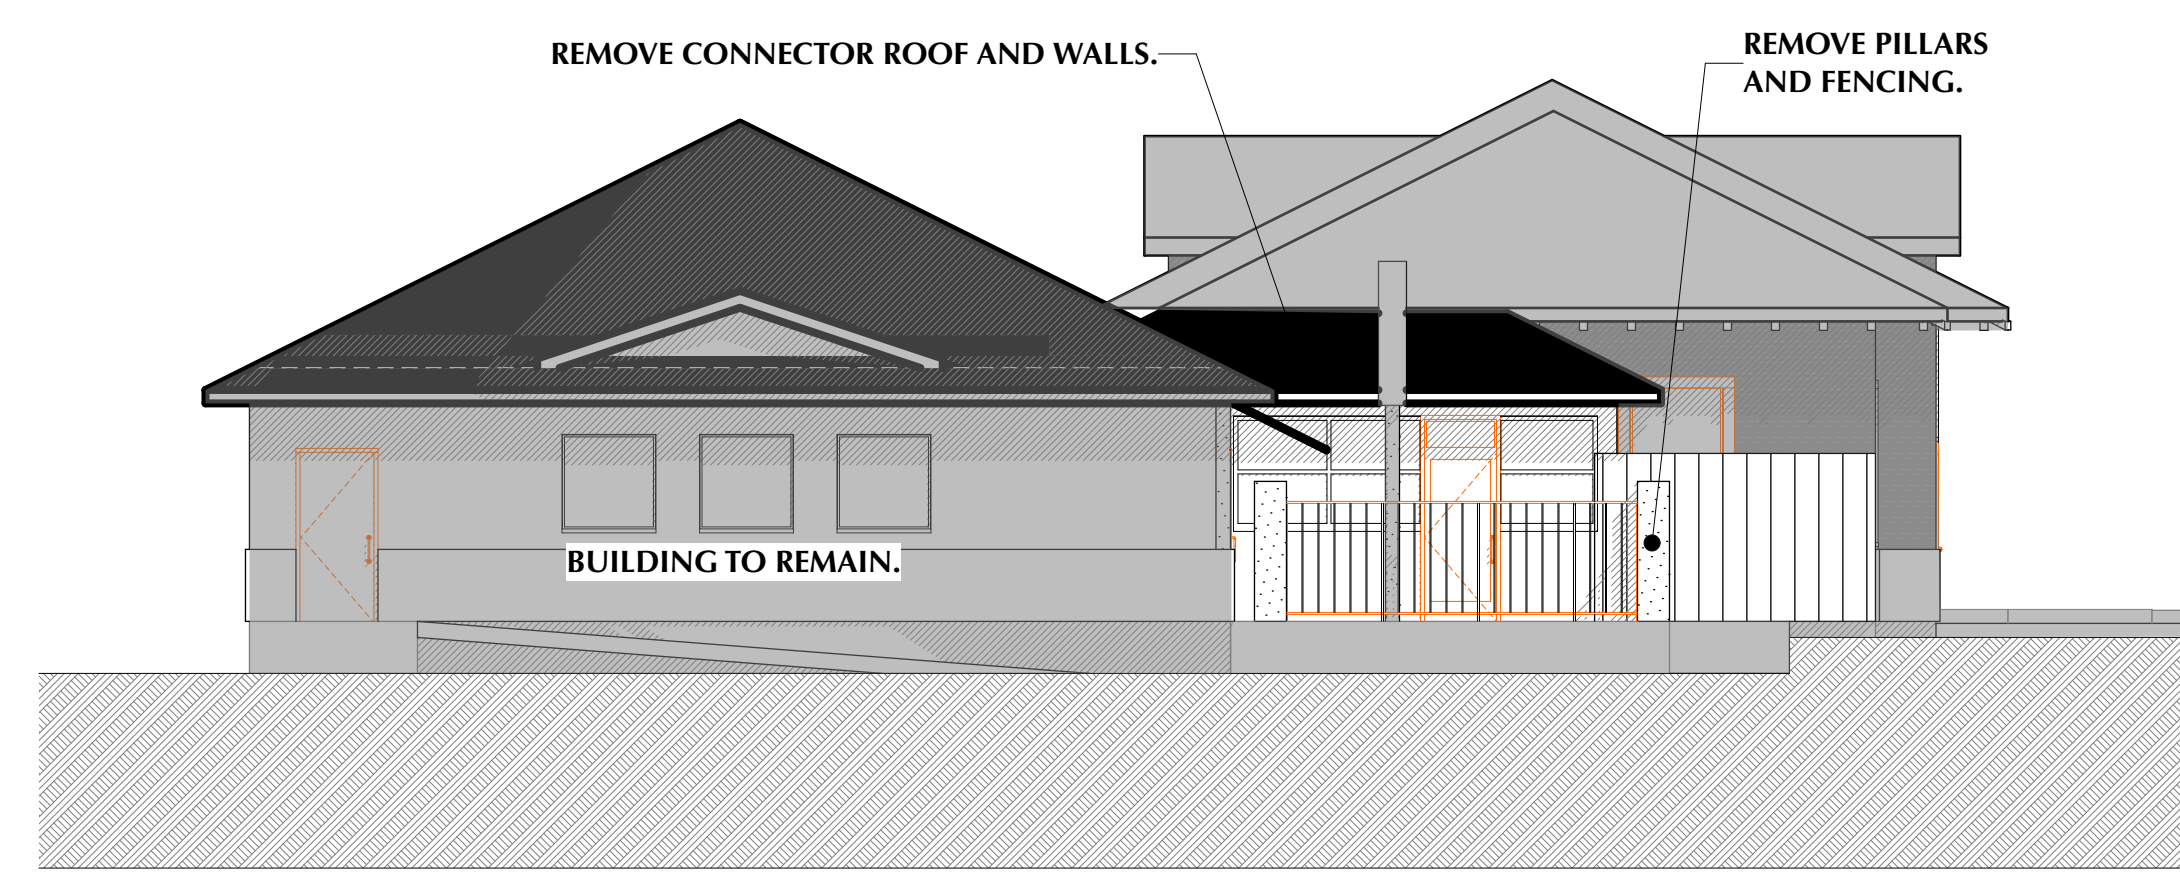 REMOVE CONNECTOR ROOF AND WALLS.
REMOVE PILLARS
AND FENCING.
BUILDING TO REMAIN.